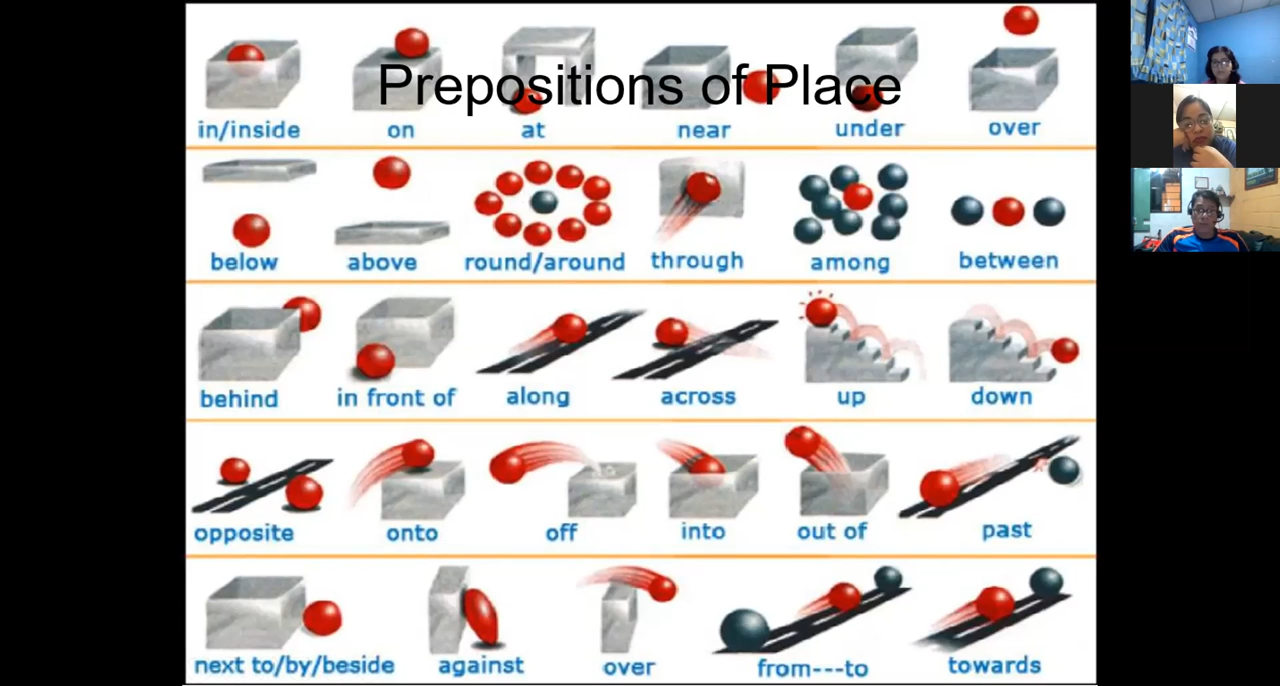 Prepositions of Place
in/inside on at near under over
below above round/around through among between
behind in front of along across up down
opposite onto off into out of past
next to/by/beside against over from---to towards